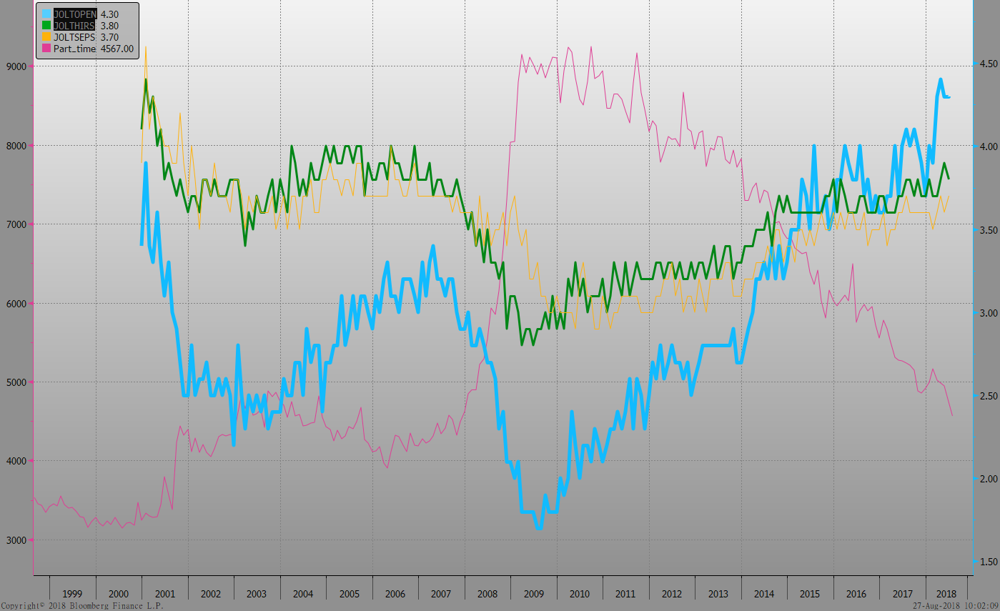 JOLTOPEN 4.30
JOLTHIRS 3.80
JOLTSEPS 3.70
Part_time 4567.00
9000
8000
7000
6000
5000
4000
3000
4.50
4.00
3.50
3.00
2.50
2.00
1.50
1999 2000 2001 2002 2003 2004 2005 2006 2007 2008 2009 2010 2011 2012 2013 2014 2015 2016 2017 2018
Copyright© 2018 Bloomberg Finance L.P. 27-Aug-2018 10:02:09